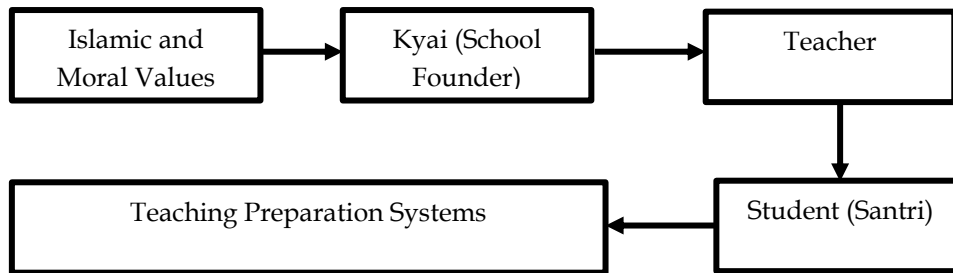 Islamic and
Moral Values
Kyai (School
Founder)
Teacher
Student (Santri)
Teaching Preparation Systems